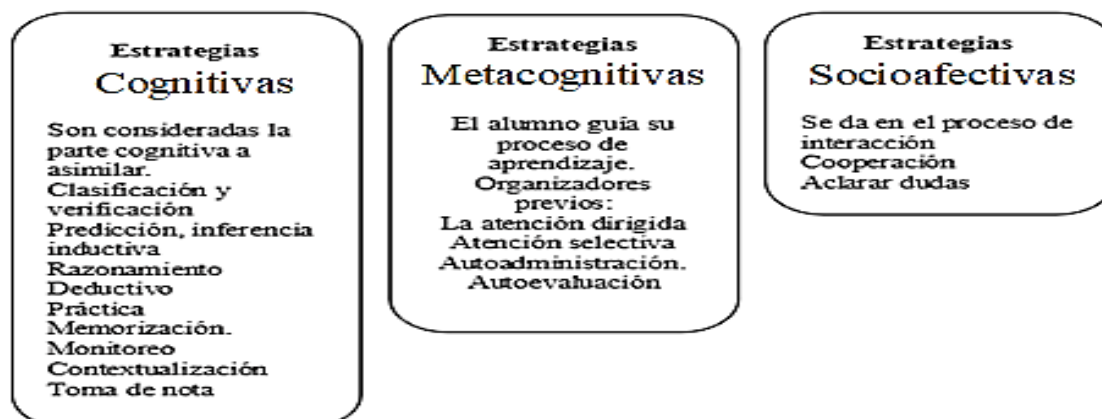 Estrategias
Cognitivas
Son consideradas la
parte cognitiva a
asimilar.
Clasificación y
verificación
Predicción, inferencia
inductiva
Razonamiento
Deductivo
Práctica
Memorización.
Monitoreo
Contextualización
Toma de nota
Estrategias
Metacognitivas
El alumno guía su
proceso de
aprendizaje.
Organizadores
previos:
La atención dirigida
Atención selectiva
Autoadministración.
Autoevaluación
Estrategias
Socioafectivas
Se da en el proceso de
interacción
Cooperación
Aclarar dudas